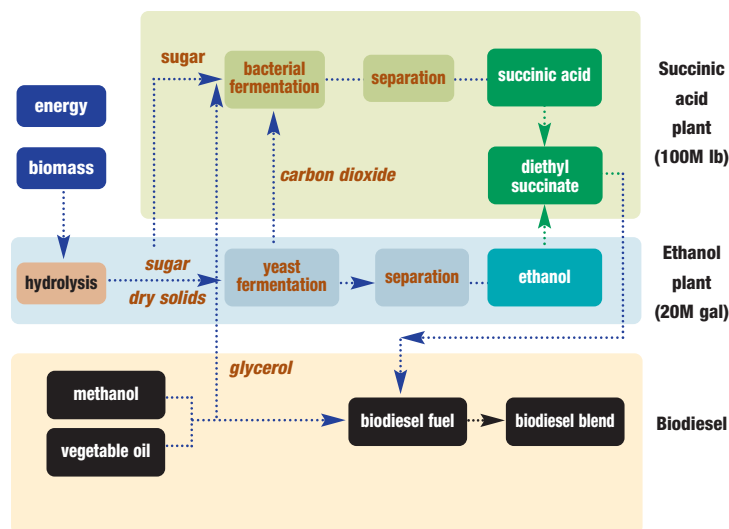 sugar
bacterial
fermentation
separation
succinic acid
Succinic
acid
plant
(100M lb)
energy
biomass
carbon dioxide
diethyl
succinate
hydrolysis
sugar
dry solids
yeast
fermentation
separation
ethanol
Ethanol
plant
(20M gal)
glycerol
methanol
vegetable oil
biodiesel fuel
biodiesel blend
Biodiesel